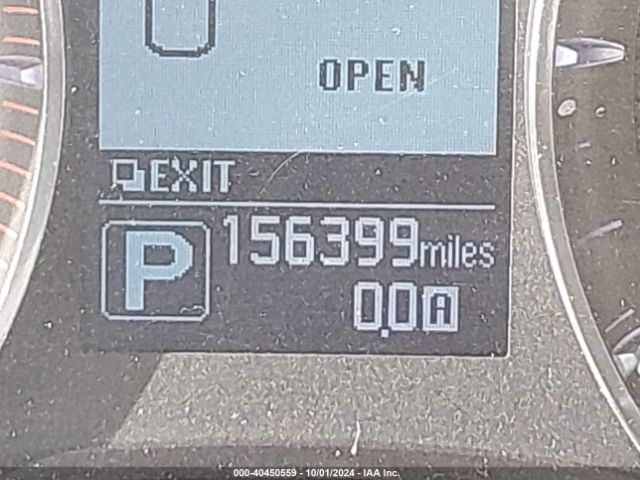 OPEN
EXIT
P
156399miles
0.0A
000-40450559 - 10/01/2024 - IAA Inc.